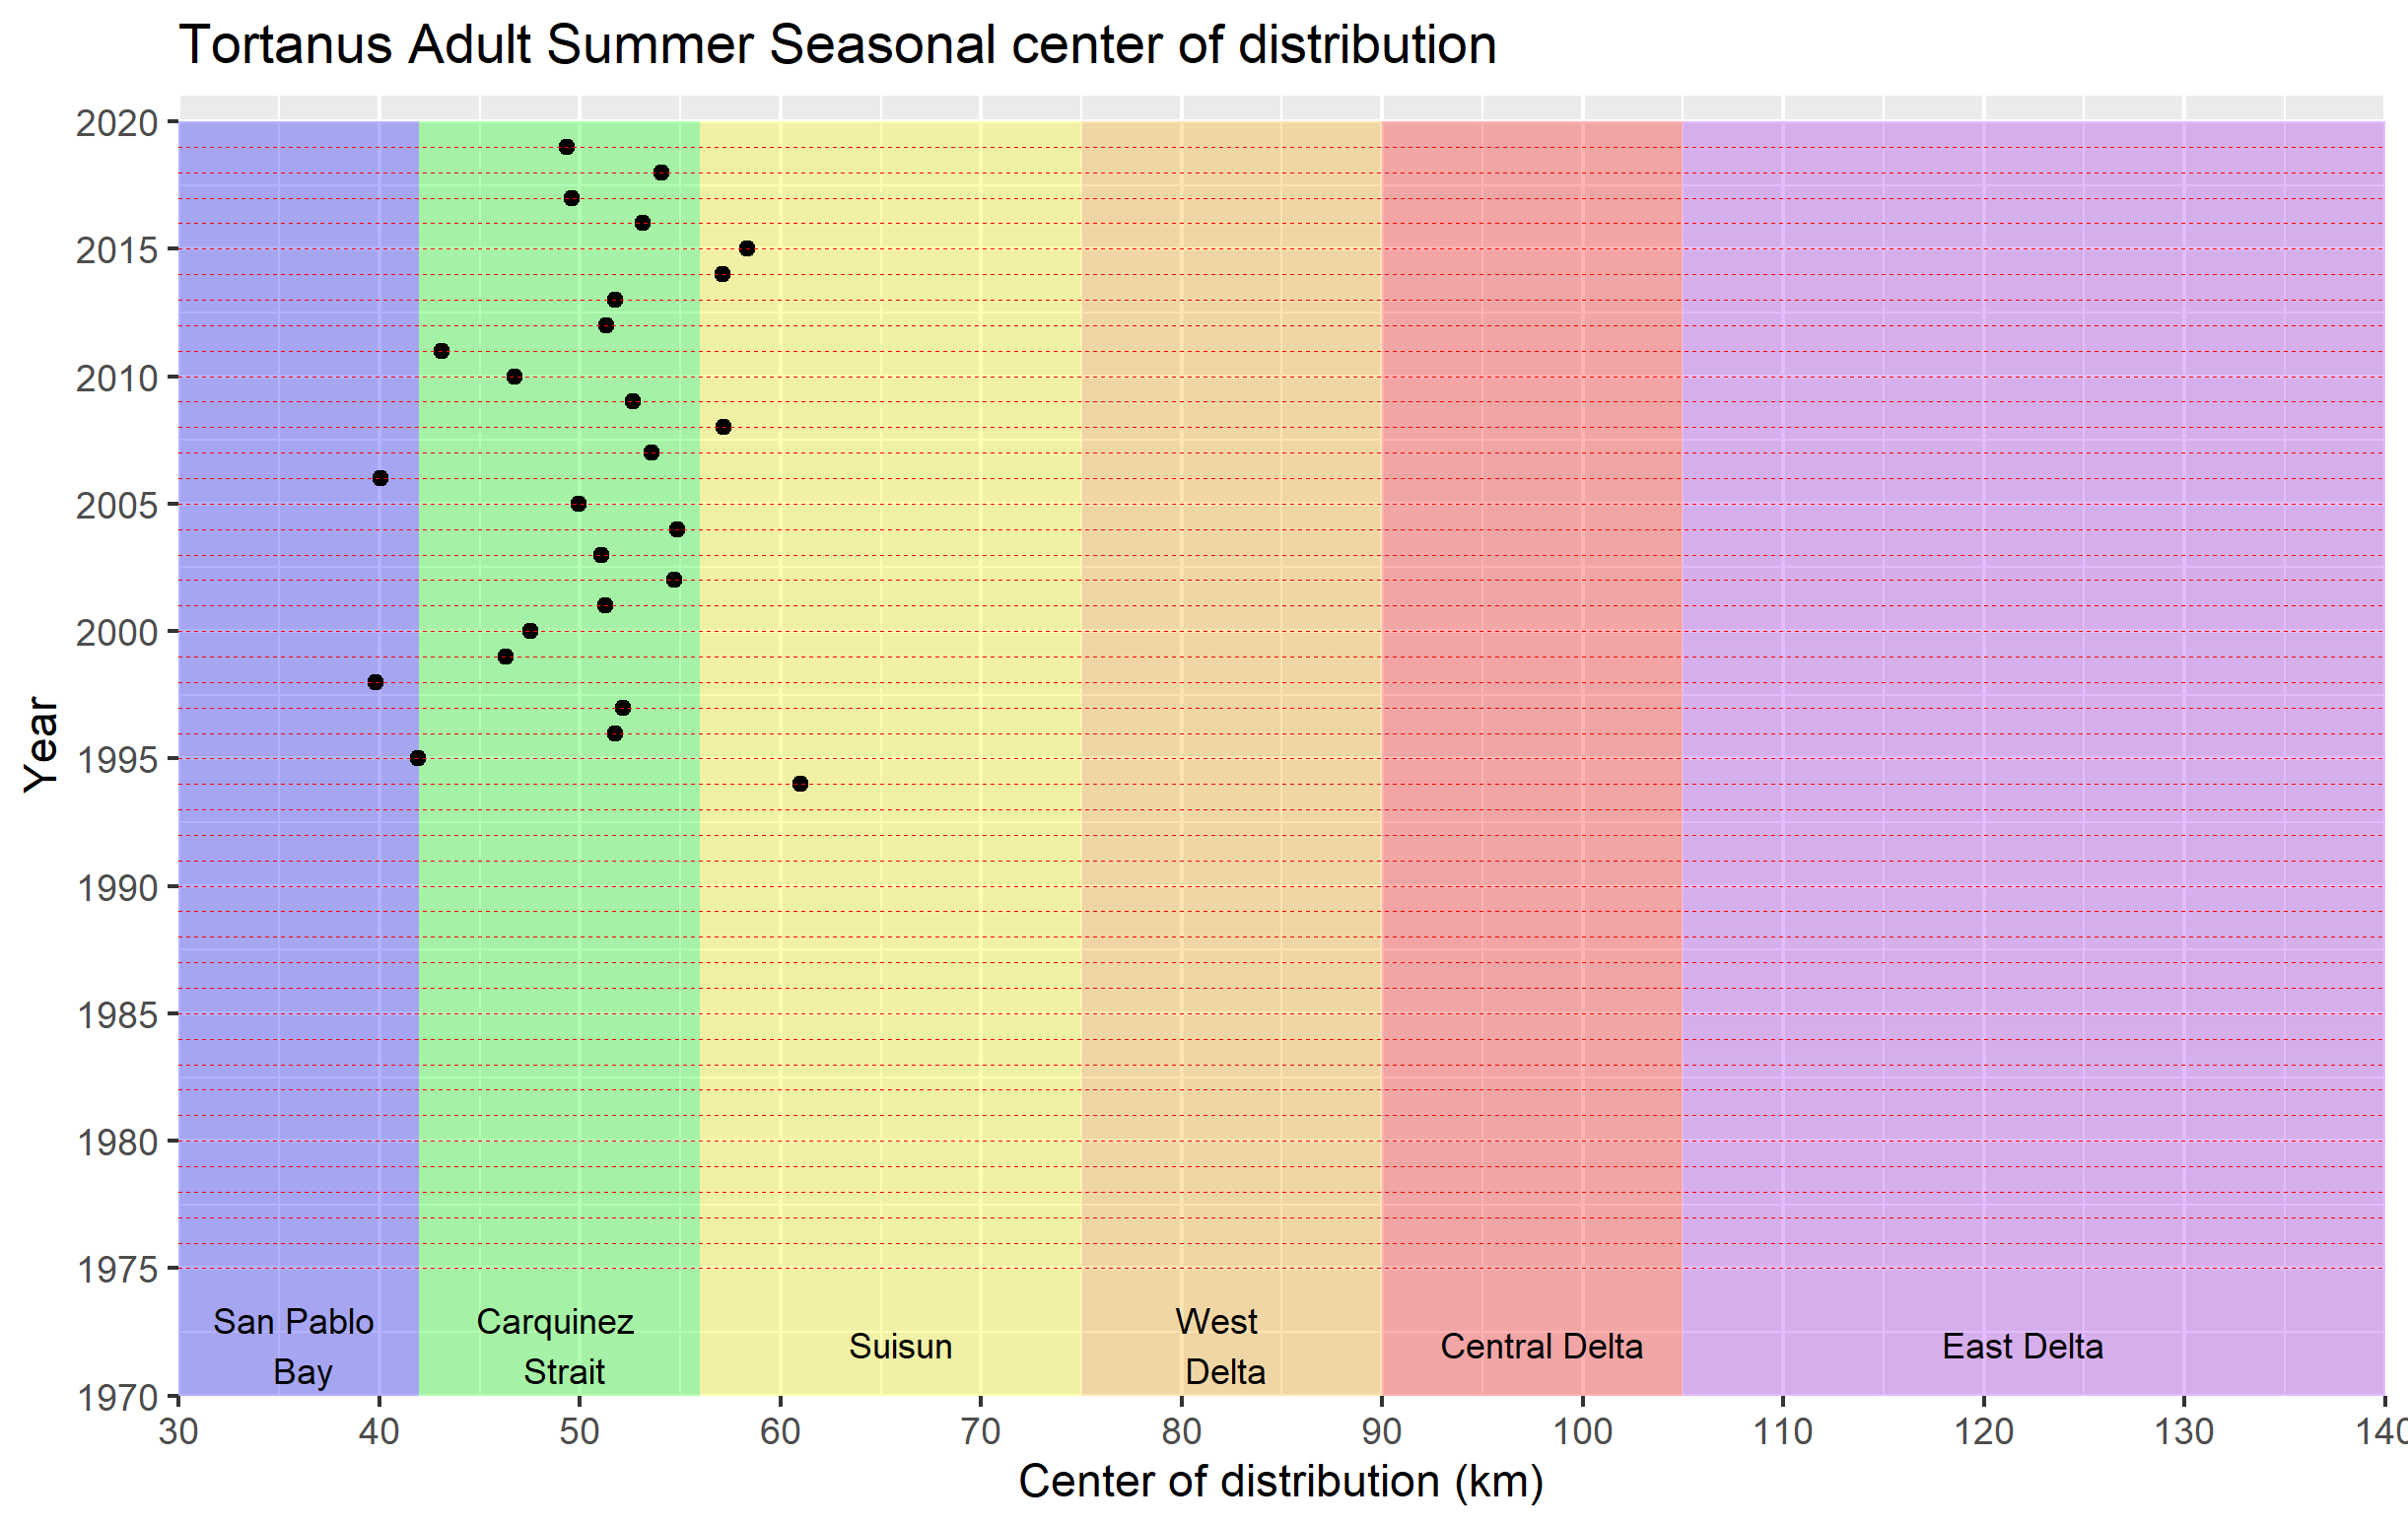 Tortanus Adult Summer Seasonal center of distribution
2020
2015
2010
2005
2000
1995
1990
1985
1980
1975
1970
Year
San Pablo
Bay
Carquinez
Strait
Suisun
West
Delta
Central Delta
East Delta
30 40 50 60 70 80 90 100 110 120 130 140
Center of distribution (km)